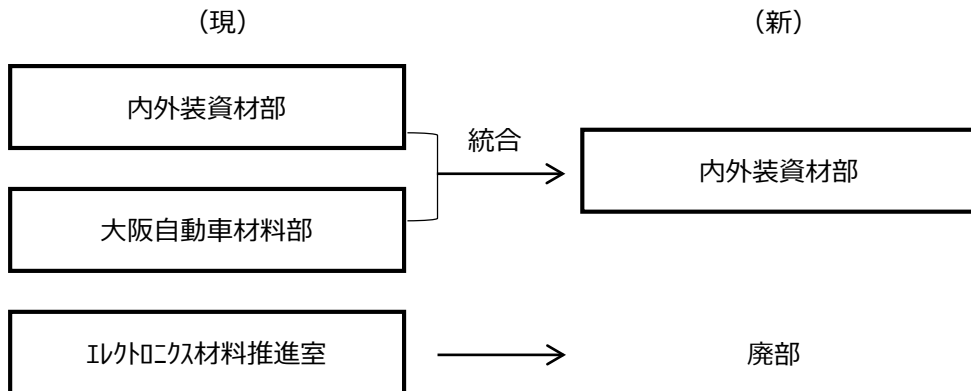 （現）
（新）
内外装資材部
統合
内外装資材部
大阪自動車材料部
ｴﾚｸﾄﾛﾆｸｽ材料推進室
廃部